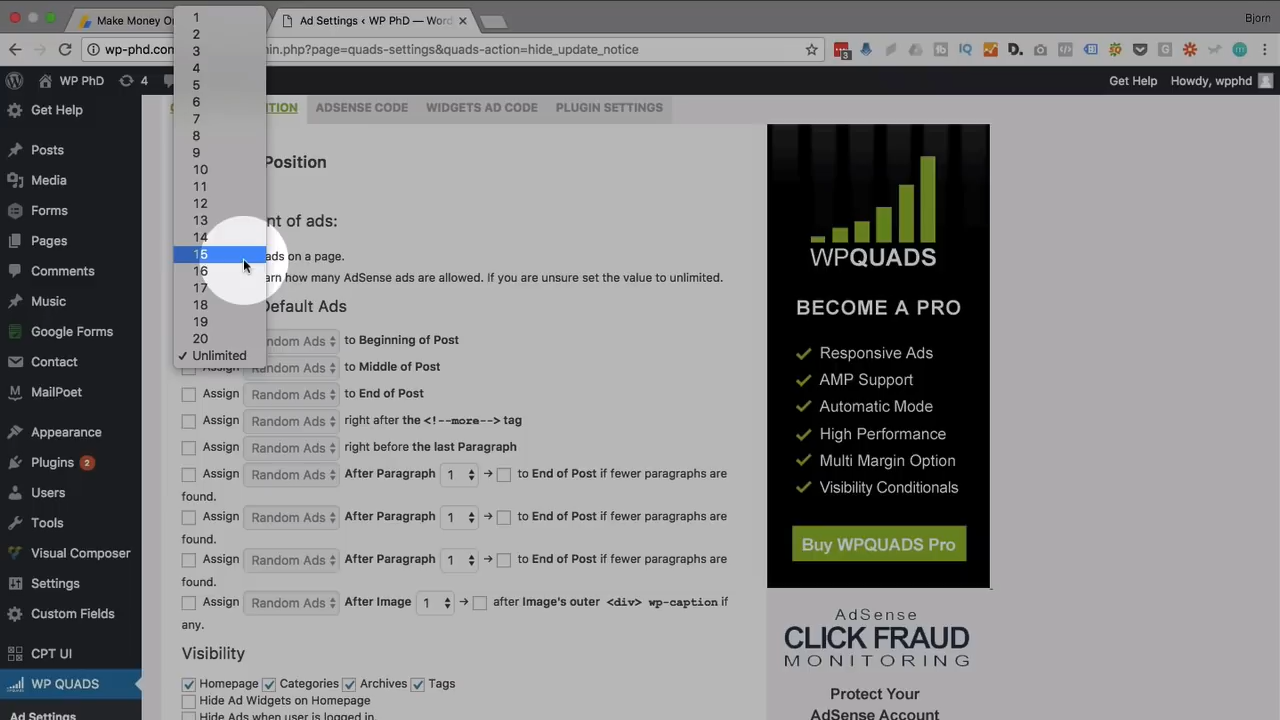 Make Money O
Ad Settings ‹ WP PhD — Word
Bjorn
wp-phd.com
in.php?page=quads-settings&quads-action=hide_update_notice
3
WP PhD
4
Get Help
Howdy, wpphd
Get Help
Posts
Media
Forms
Pages
Comments
Music
Google Forms
Contact
MailPoet
Appearance
Plugins 2
Users
Tools
Visual Composer
Settings
Custom Fields
CPT UI
WP QUADS
Ad Settings
1
2
3
4
5
6
7
8
9
10
11
12
13
14
15
16
17
18
19
20
✓ Unlimited
ITION
ADSENSE CODE
WIDGETS AD CODE
PLUGIN SETTINGS
Position
nt of ads:
ads on a page.
arn how many AdSense ads are allowed. If you are unsure set the value to unlimited.
Default Ads
Random Ads to Beginning of Post
Assign Random Ads to Middle of Post
Assign Random Ads to End of Post
Assign Random Ads right after the <!--more--> tag
Assign Random Ads right before the last Paragraph
Assign Random Ads After Paragraph 1 → to End of Post if fewer paragraphs are
found.
Assign Random Ads After Paragraph 1 → to End of Post if fewer paragraphs are
found.
Assign Random Ads After Paragraph 1 → to End of Post if fewer paragraphs are
found.
Assign Random Ads After Image 1 → after Image's outer <div> wp-caption if
any.
Visibility
Homepage Categories Archives Tags
Hide Ad Widgets on Homepage
Hide Ads when user is logged in.
WPQUADS
BECOME A PRO
Responsive Ads
AMP Support
Automatic Mode
High Performance
Multi Margin Option
Visibility Conditionals
Buy WPQUADS Pro
AdSense
CLICK FRAUD
MONITORING
Protect Your
AdSense Account